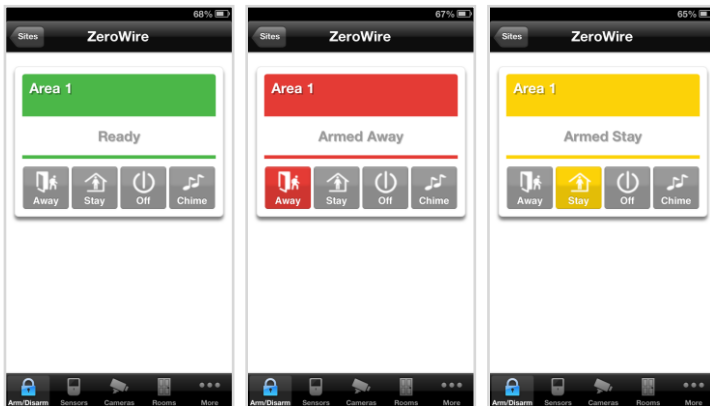 68%
Sites ZeroWire
Area 1
Ready
Away Stay Off Chime
Arm/Disarm Sensors Cameras Rooms More
67%
Sites ZeroWire
Area 1
Armed Away
Away Stay Off Chime
Arm/Disarm Sensors Cameras Rooms More
65%
Sites ZeroWire
Area 1
Armed Stay
Away Stay Off Chime
Arm/Disarm Sensors Cameras Rooms More